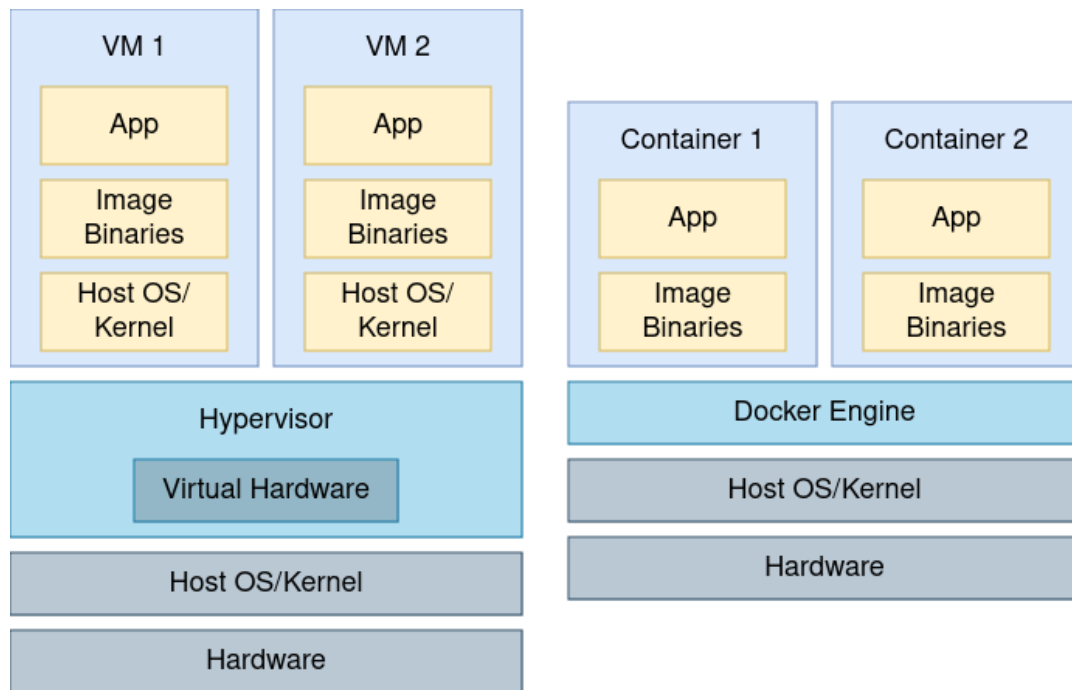 VM 1
App
Image
Binaries
Host OS/
Kernel
VM 2
App
Image
Binaries
Host OS/
Kernel
Hypervisor
Virtual Hardware
Host OS/Kernel
Hardware
Container 1
App
Image
Binaries
Container 2
App
Image
Binaries
Docker Engine
Host OS/Kernel
Hardware